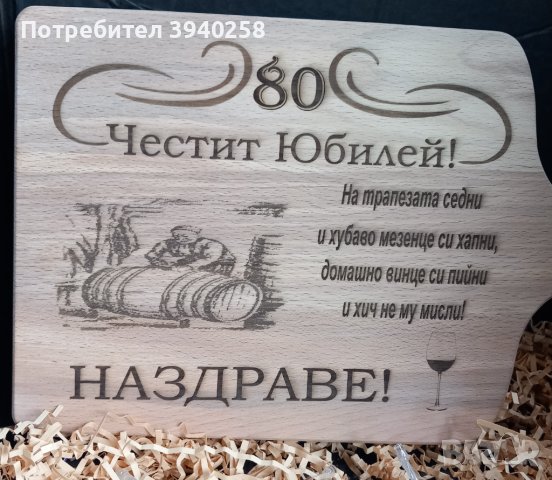 Потребител 3940258
80
Честит Юбилей!
На трапезата седни
и хубаво мезенце си хапни,
домашно винце си пийни
и хич не му мисли!
НАЗДРАВЕ!